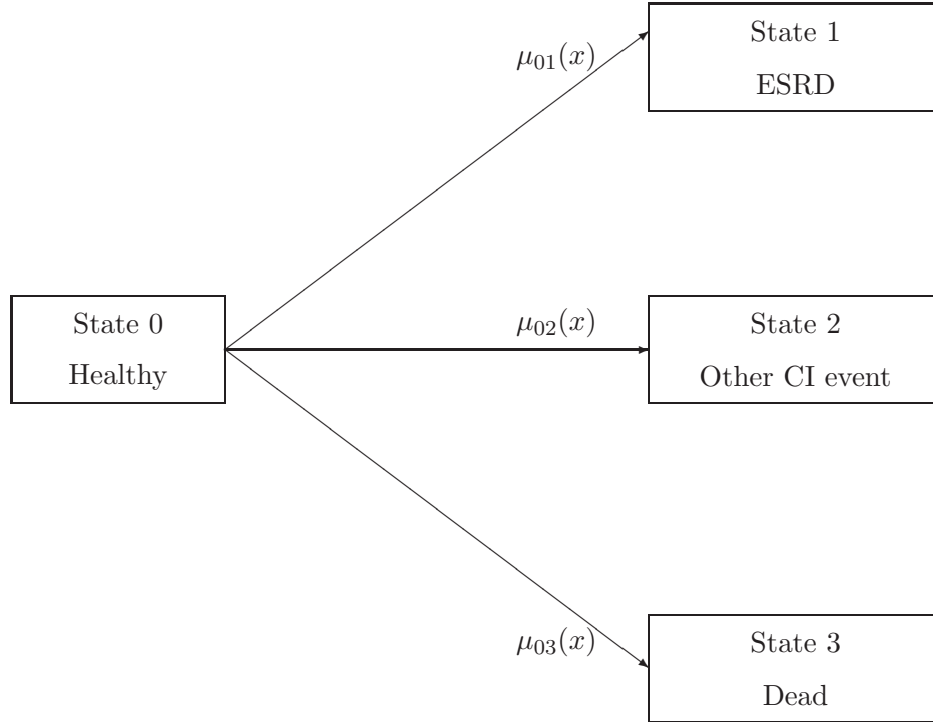 μ₀₁(x)
State 1
ESRD
State 0
Healthy
μ₀₂(x)
State 2
Other CI event
μ₀₃(x)
State 3
Dead